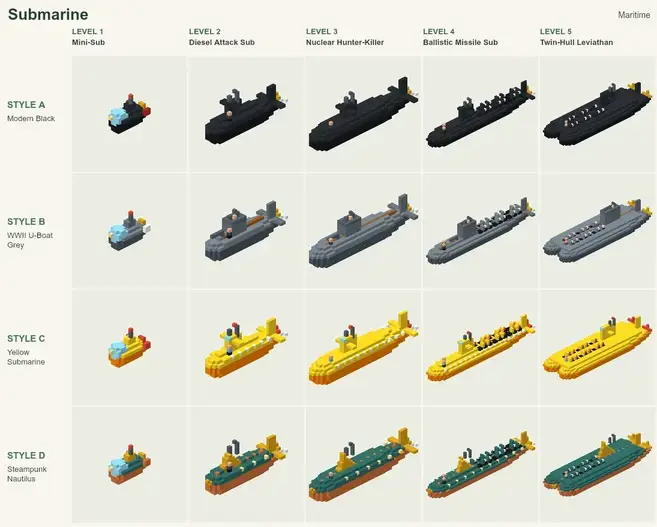 Submarine
Maritime
LEVEL 1
Mini-Sub
LEVEL 2
Diesel Attack Sub
LEVEL 3
Nuclear Hunter-Killer
LEVEL 4
Ballistic Missile Sub
LEVEL 5
Twin-Hull Leviathan
STYLE A
Modern Black
STYLE B
WWII U-Boat
Grey
STYLE C
Yellow
Submarine
STYLE D
Steampunk
Nautilus